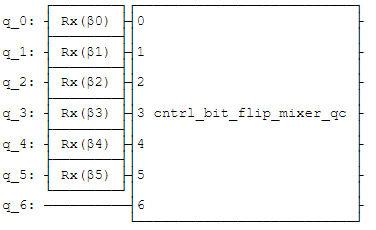 q_0: Rx(β0) 0
q_1: Rx(β1) 1
q_2: Rx(β2) 2
q_3: Rx(β3) 3 cntrl_bit_flip_mixer_qc
q_4: Rx(β4) 4
q_5: Rx(β5) 5
q_6: 6